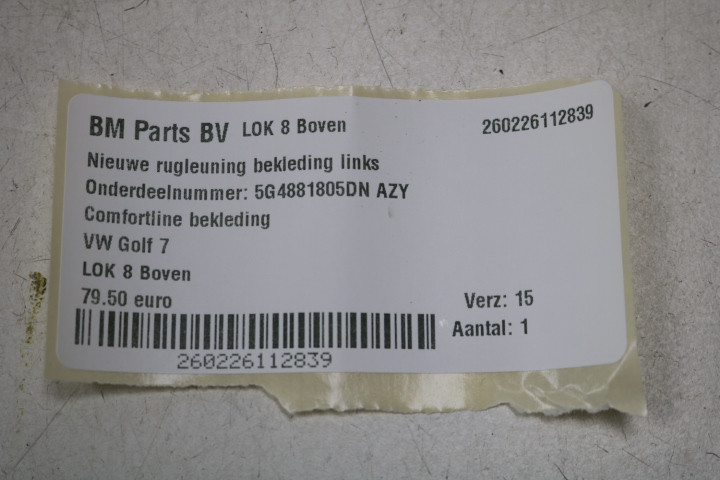 BM Parts BV LOK 8 Boven 260226112839
Nieuwe rugleuning bekleding links
Onderdeelnummer: 5G4881805DN AZY
Comfortline bekleding
VW Golf 7
LOK 8 Boven
79.50 euro Verz: 15
Aantal: 1
260226112839